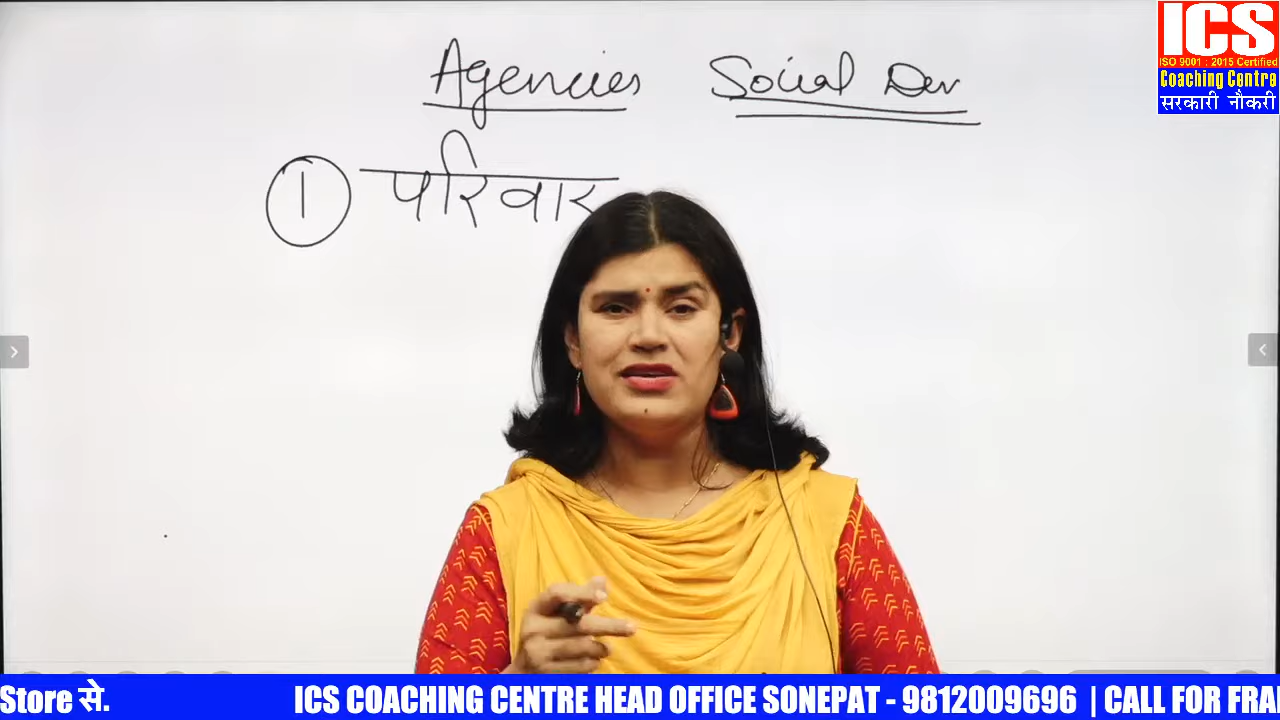 Agencies Social Dev
1 परिवार
ICS
ISO 9001 : 2015 Certified
Coaching Centre
सरकारी नौकरी
Store से. ICS COACHING CENTRE HEAD OFFICE SONEPAT - 9812009696 | CALL FOR FRA